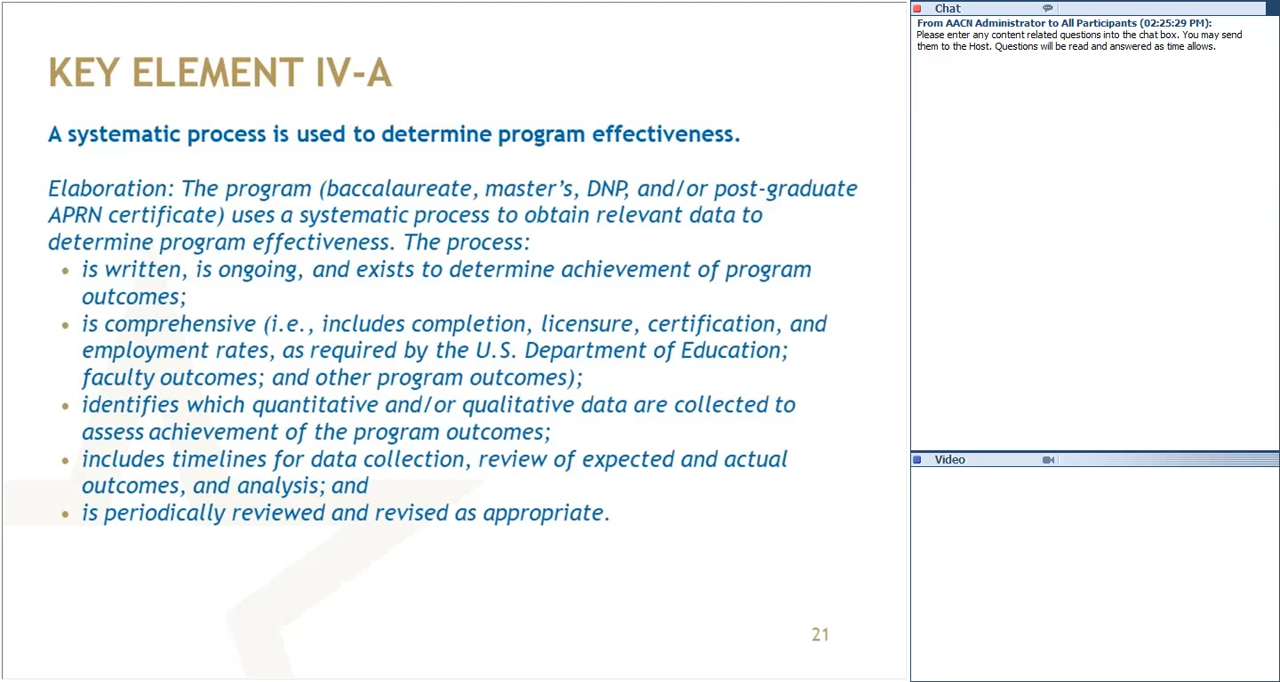 KEY ELEMENT IV-A
A systematic process is used to determine program effectiveness.
Elaboration: The program (baccalaureate, master's, DNP, and/or post-graduate
APRN certificate) uses a systematic process to obtain relevant data to
determine program effectiveness. The process:
• is written, is ongoing, and exists to determine achievement of program
outcomes;
• is comprehensive (i.e., includes completion, licensure, certification, and
employment rates, as required by the U.S. Department of Education;
faculty outcomes; and other program outcomes);
• identifies which quantitative and/or qualitative data are collected to
assess achievement of the program outcomes;
• includes timelines for data collection, review of expected and actual
outcomes, and analysis; and
• is periodically reviewed and revised as appropriate.
21
Chat
From AACN Administrator to All Participants (02:25:29 PM):
Please enter any content related questions into the chat box. You may send
them to the Host. Questions will be read and answered as time allows.
Video